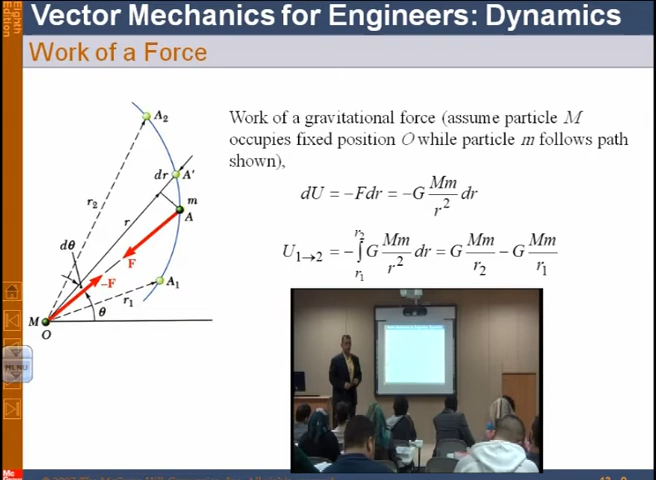 Eighth
Edition
Vector Mechanics for Engineers: Dynamics
Work of a Force
Work of a gravitational force (assume particle M
occupies fixed position O while particle m follows path
shown),
dU = −Fdr = −G Mm/r² dr
U₁→₂ = −∫ᵣ₁ʳ² G Mm/r² dr = G Mm/r₂ − G Mm/r₁
A₂
dr
A'
m
r₂
r
A
dθ
F
−F
A₁
r₁
θ
M
O
MENU